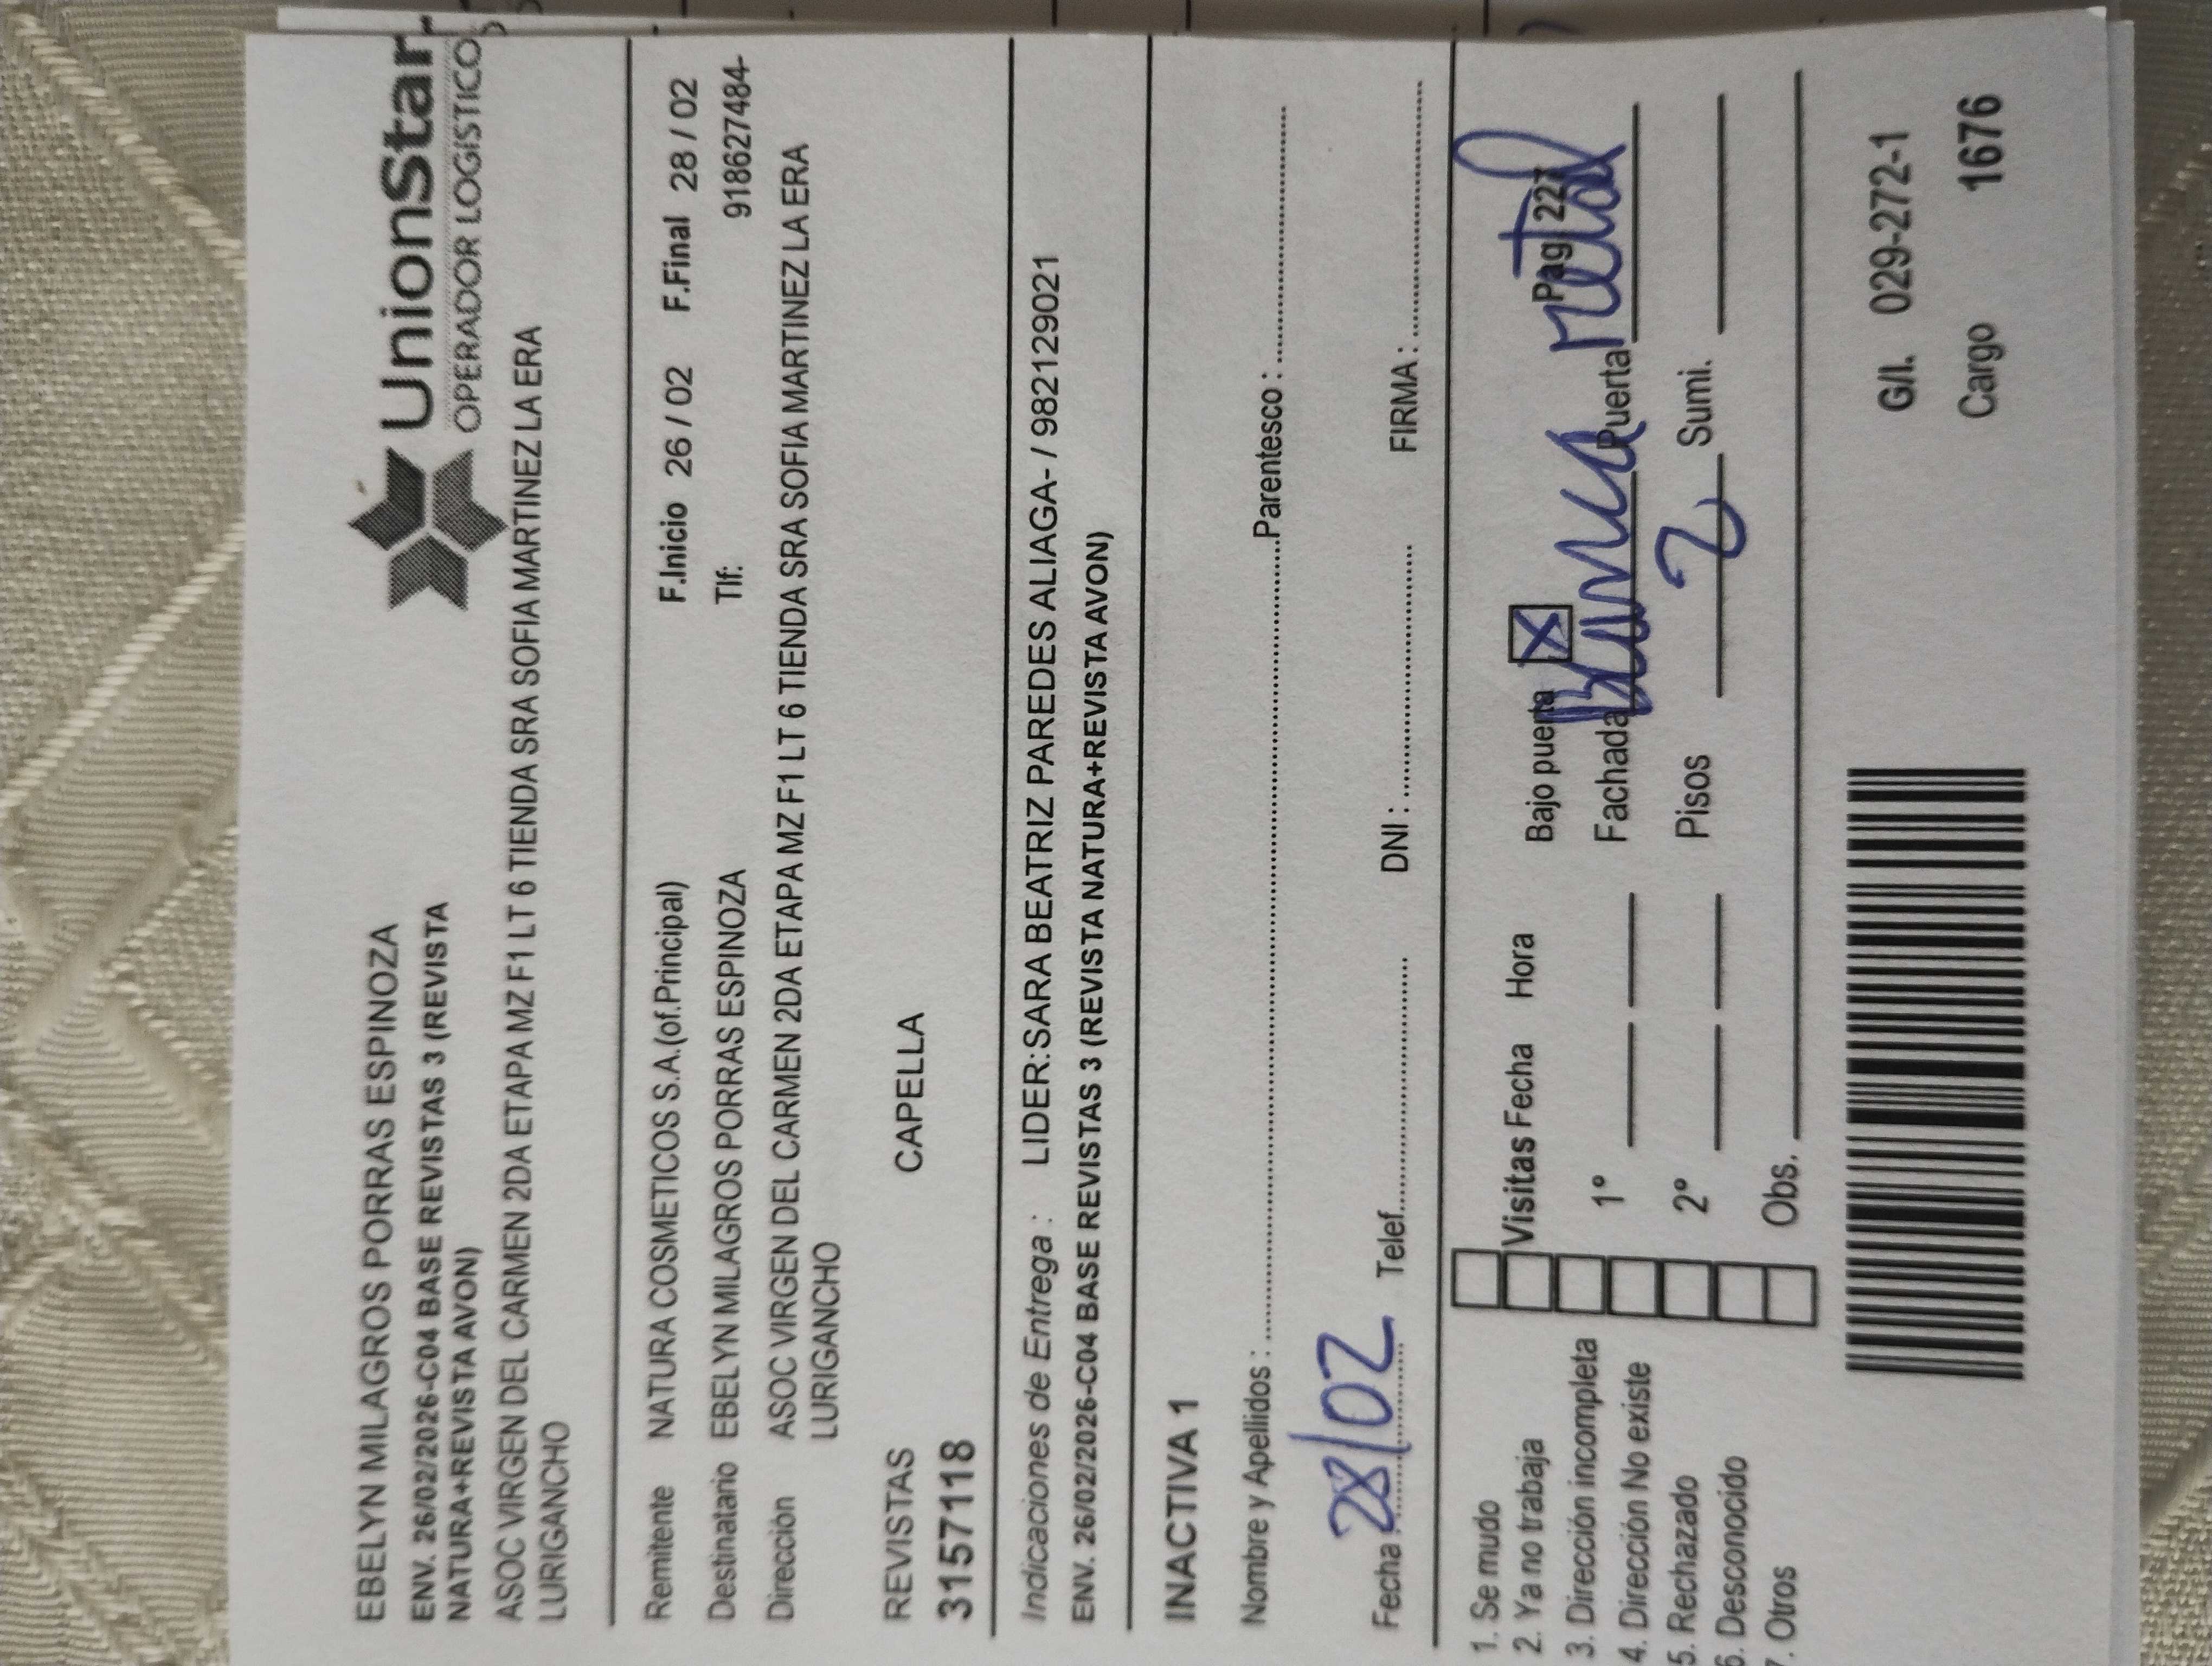 EBELYN MILAGROS PORRAS ESPINOZA
ENV. 26/02/2026-C04 BASE REVISTAS 3 (REVISTA
NATURA+REVISTA AVON)
UnionStar
OPERADOR LOGISTICO
ASOC VIRGEN DEL CARMEN 2DA ETAPA MZ F1 LT 6 TIENDA SRA SOFIA MARTINEZ LA ERA
LURIGANCHO
Remitente NATURA COSMETICOS S.A.(of.Principal) F.Inicio 26 / 02 F.Final 28 / 02
Destinatario EBELYN MILAGROS PORRAS ESPINOZA Tlf: 918627484-
Dirección ASOC VIRGEN DEL CARMEN 2DA ETAPA MZ F1 LT 6 TIENDA SRA SOFIA MARTINEZ LA ERA
LURIGANCHO
REVISTAS CAPELLA
3157118
Indicaciones de Entrega : LIDER:SARA BEATRIZ PAREDES ALIAGA- / 982129021
ENV. 26/02/2026-C04 BASE REVISTAS 3 (REVISTA NATURA+REVISTA AVON)
INACTIVA 1
Nombre y Apellidos : Parentesco :
Fecha : 28/02 Telef. DNI : FIRMA :
1. Se mudo
2. Ya no trabaja
3. Dirección incompleta
4. Dirección No existe
5. Rechazado
6. Desconocido
7. Otros
Visitas Fecha Hora Bajo puerta X Pag 227
1° Fachada Blanca Puerta metal
2° Pisos 2 Sumi.
Obs.
G/I. 029-272-1
Cargo 1676